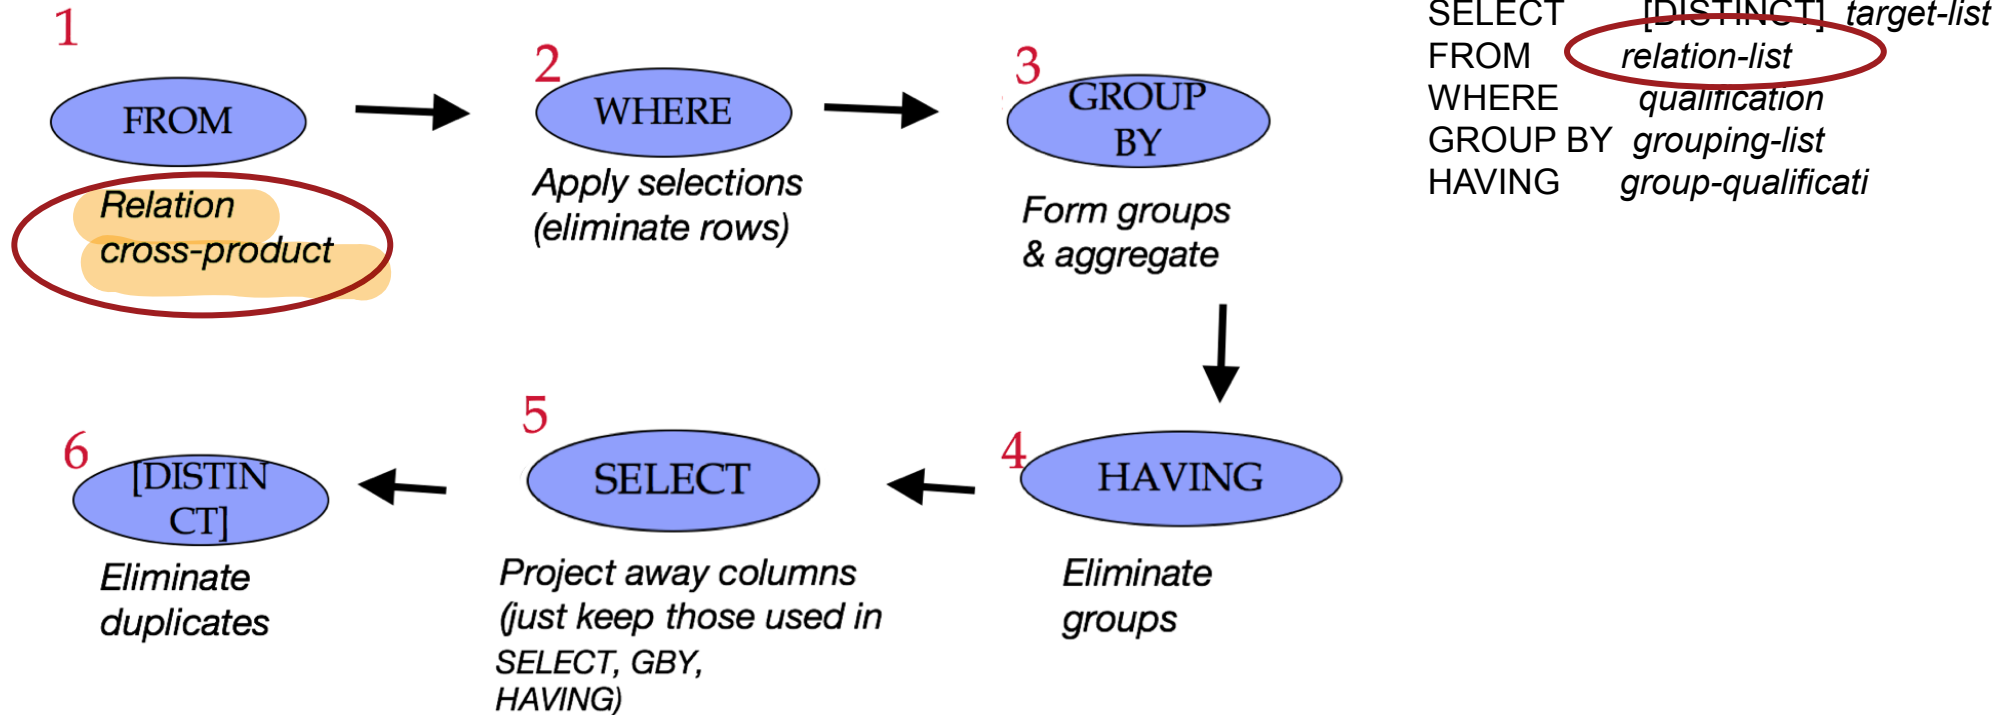 1
FROM
Relation
cross-product
2
WHERE
Apply selections
(eliminate rows)
3
GROUP
BY
Form groups
& aggregate
4
HAVING
Eliminate
groups
5
SELECT
Project away columns
(just keep those used in
SELECT, GBY,
HAVING)
6
[DISTIN
CT]
Eliminate
duplicates
SELECT [DISTINCT] target-list
FROM relation-list
WHERE qualification
GROUP BY grouping-list
HAVING group-qualificati